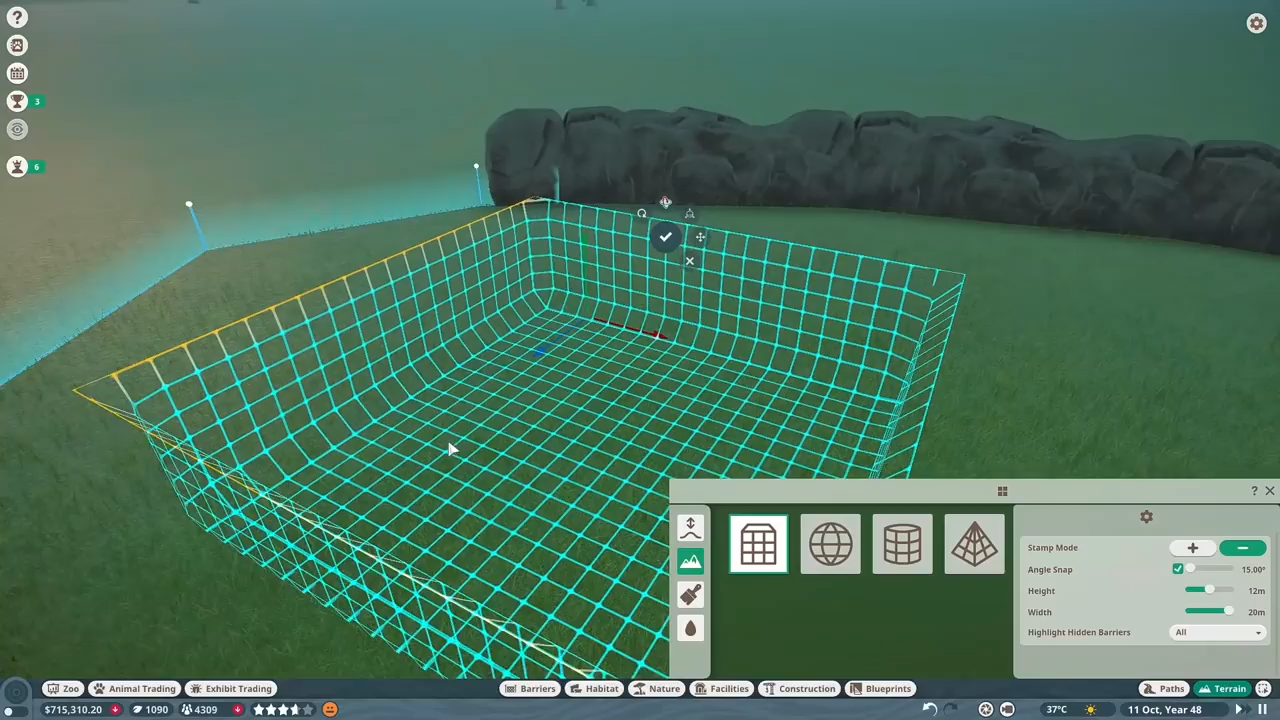 3
6
Stamp Mode
Angle Snap 15.00°
Height 12m
Width 20m
Highlight Hidden Barriers All
Zoo Animal Trading Exhibit Trading Barriers Habitat Nature Facilities Construction Blueprints Paths Terrain
$715,310.20 1090 4309 37°C 11 Oct, Year 48